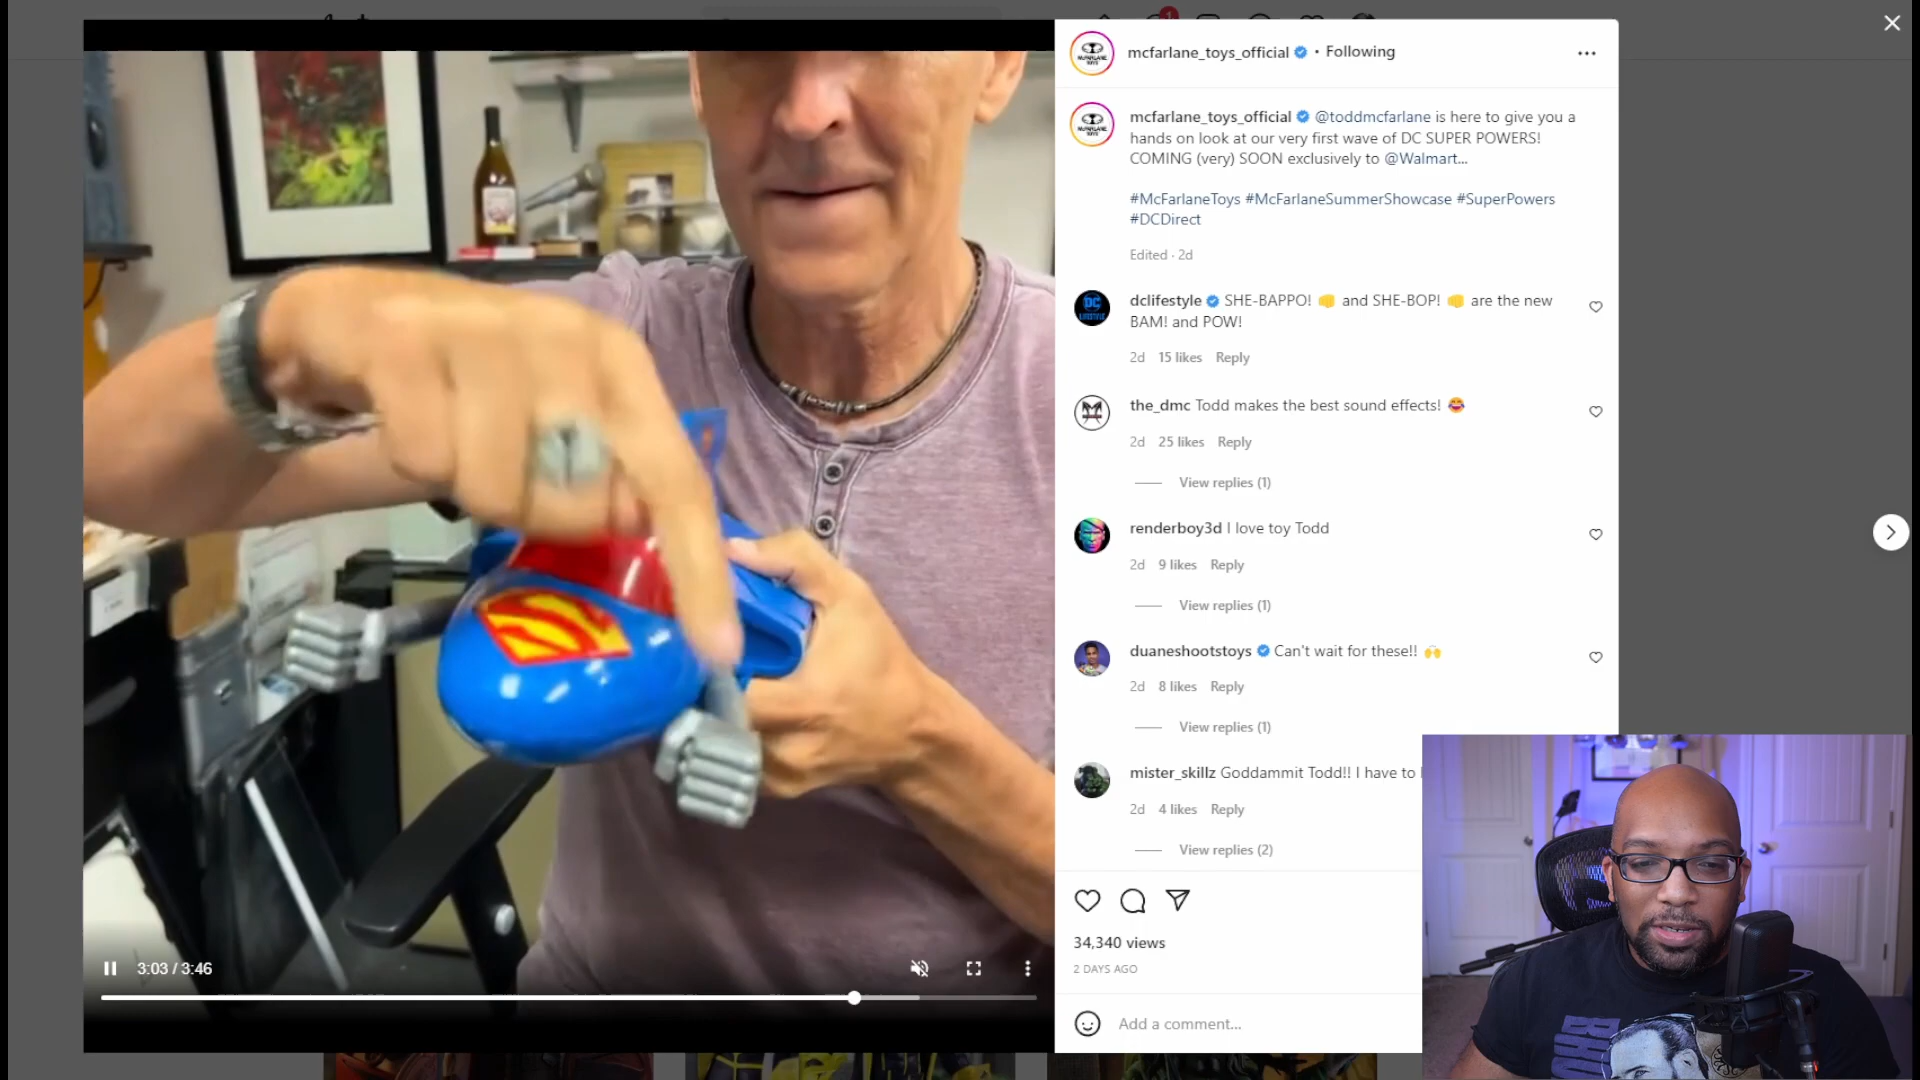 mcfarlane_toys_official • Following
mcfarlane_toys_official @toddmcfarlane is here to give you a
hands on look at our very first wave of DC SUPER POWERS!
COMING (very) SOON exclusively to @Walmart...
#McFarlaneToys #McFarlaneSummerShowcase #SuperPowers
#DCDirect
Edited · 2d
dclifestyle SHE-BAPPO! 👊 and SHE-BOP! 👊 are the new
BAM! and POW!
2d 15 likes Reply
the_dmc Todd makes the best sound effects! 😂
2d 25 likes Reply
View replies (1)
renderboy3d I love toy Todd
2d 9 likes Reply
View replies (1)
duaneshootstoys Can't wait for these!! 🙌
2d 8 likes Reply
View replies (1)
mister_skillz Goddammit Todd!! I have to
2d 4 likes Reply
View replies (2)
34,340 views
2 DAYS AGO
Add a comment...
3:03 / 3:46
1